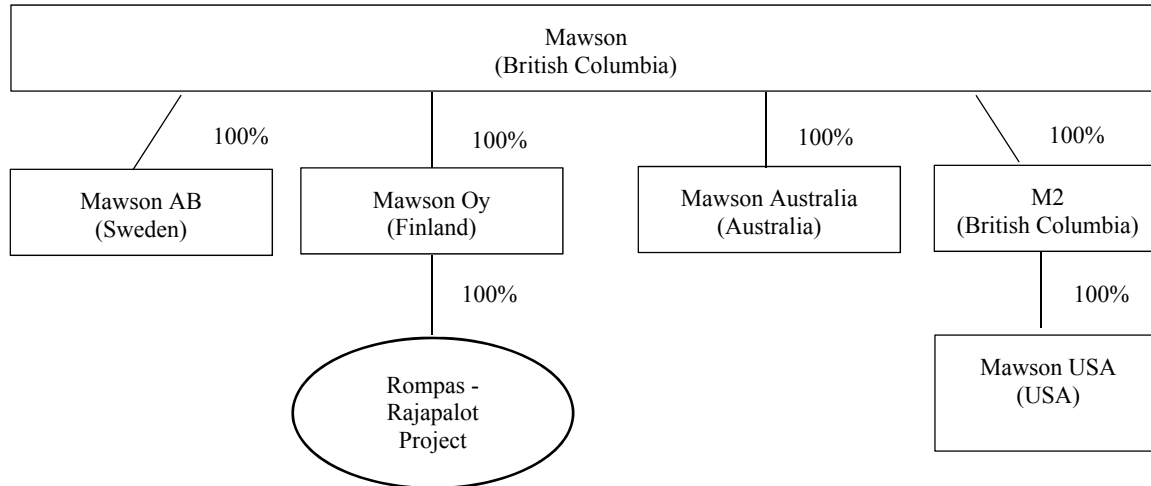 Mawson
(British Columbia)
100%
100%
100%
100%
Mawson AB
(Sweden)
Mawson Oy
(Finland)
Mawson Australia
(Australia)
M2
(British Columbia)
100%
100%
Rompas -
Rajapalot
Project
Mawson USA
(USA)